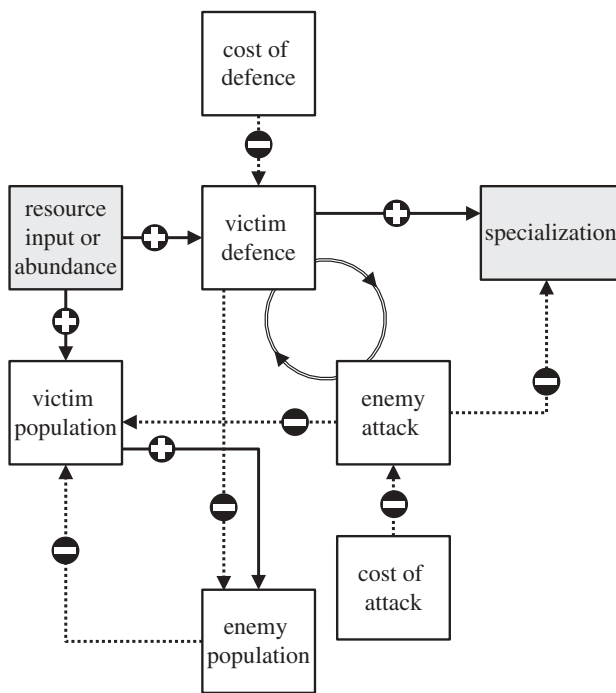 cost of
defence
resource
input or
abundance
victim
defence
specialization
victim
population
enemy
attack
cost of
attack
enemy
population